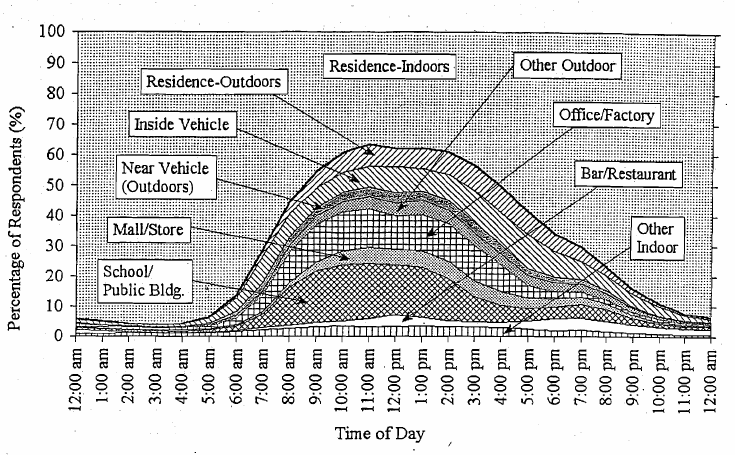 100
90
80
70
60
50
40
30
20
10
0
Percentage of Respondents (%)
Residence-Indoors
Other Outdoor
Residence-Outdoors
Office/Factory
Inside Vehicle
Near Vehicle
(Outdoors)
Bar/Restaurant
Mall/Store
Other
Indoor
School/
Public Bldg.
12:00 am
1:00 am
2:00 am
3:00 am
4:00 am
5:00 am
6:00 am
7:00 am
8:00 am
9:00 am
10:00 am
11:00 am
12:00 pm
1:00 pm
2:00 pm
3:00 pm
4:00 pm
5:00 pm
6:00 pm
7:00 pm
8:00 pm
9:00 pm
10:00 pm
11:00 pm
12:00 am
Time of Day